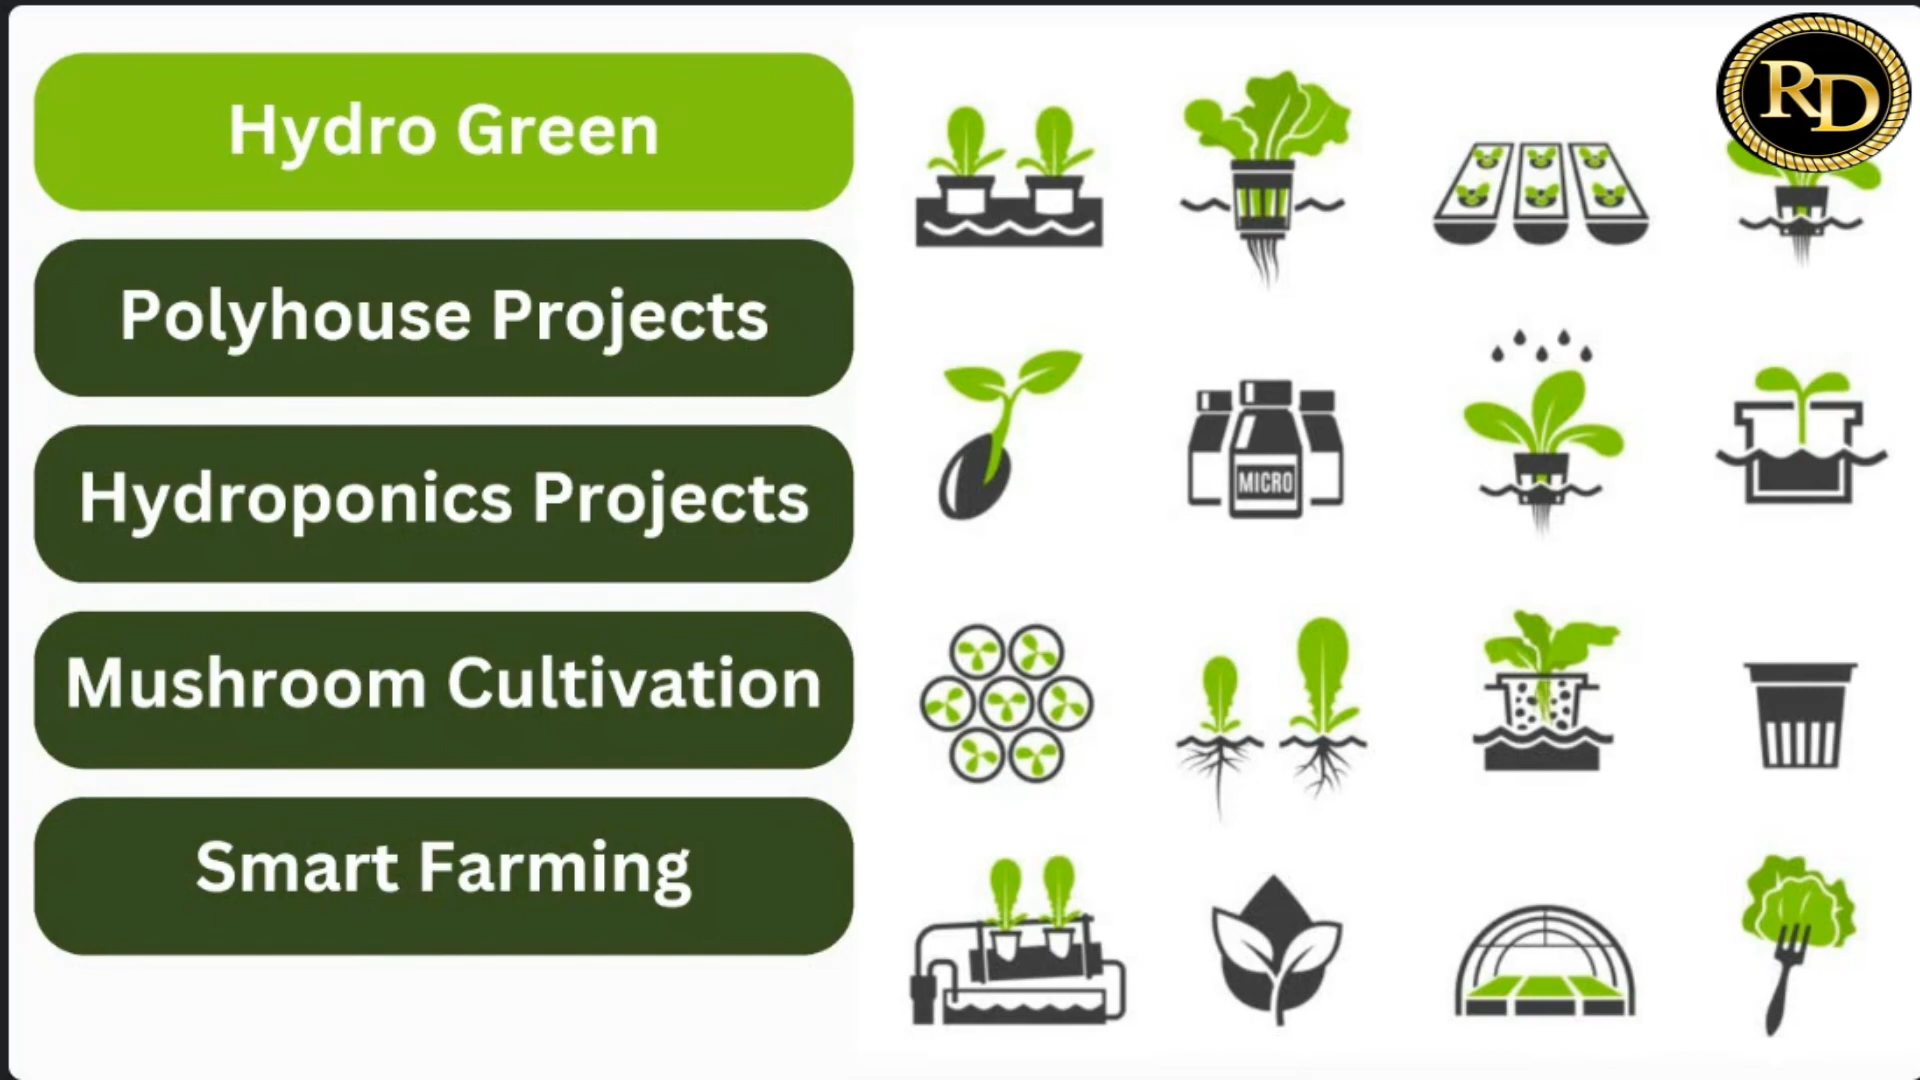 Hydro Green
Polyhouse Projects
Hydroponics Projects
Mushroom Cultivation
Smart Farming
RD
MICRO